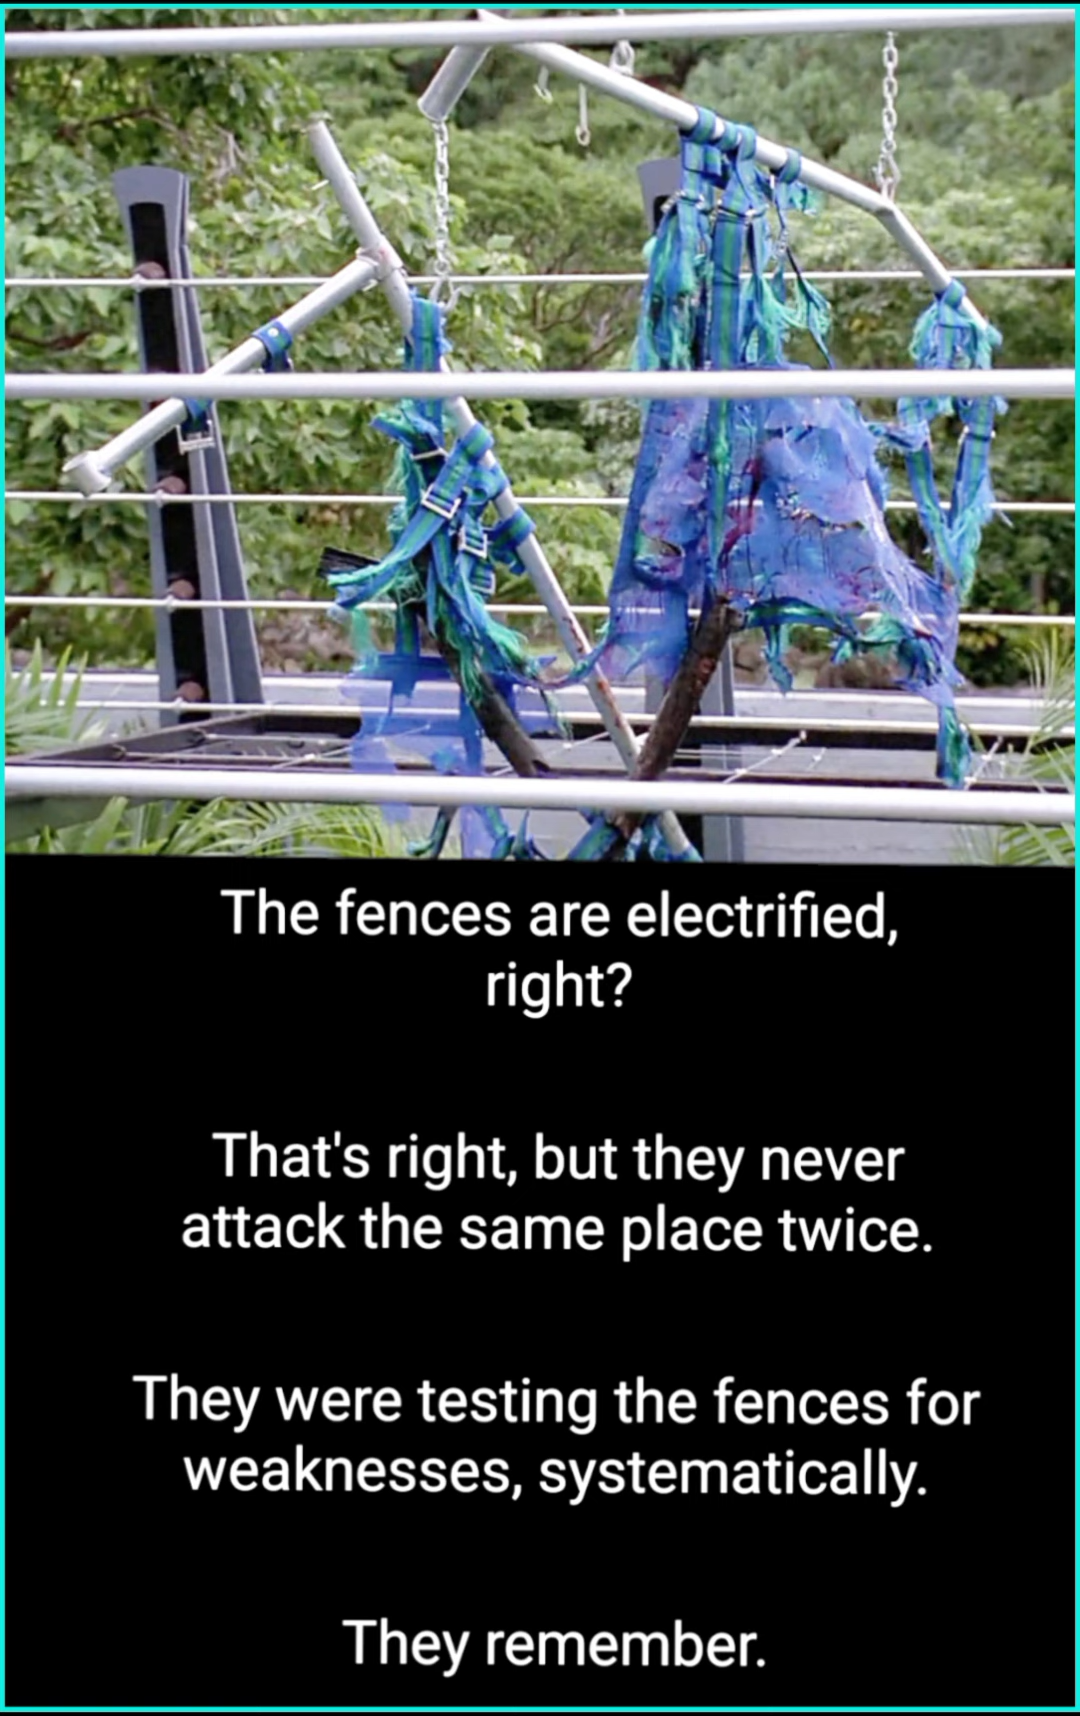 The fences are electrified,
right?
That's right, but they never
attack the same place twice.
They were testing the fences for
weaknesses, systematically.
They remember.